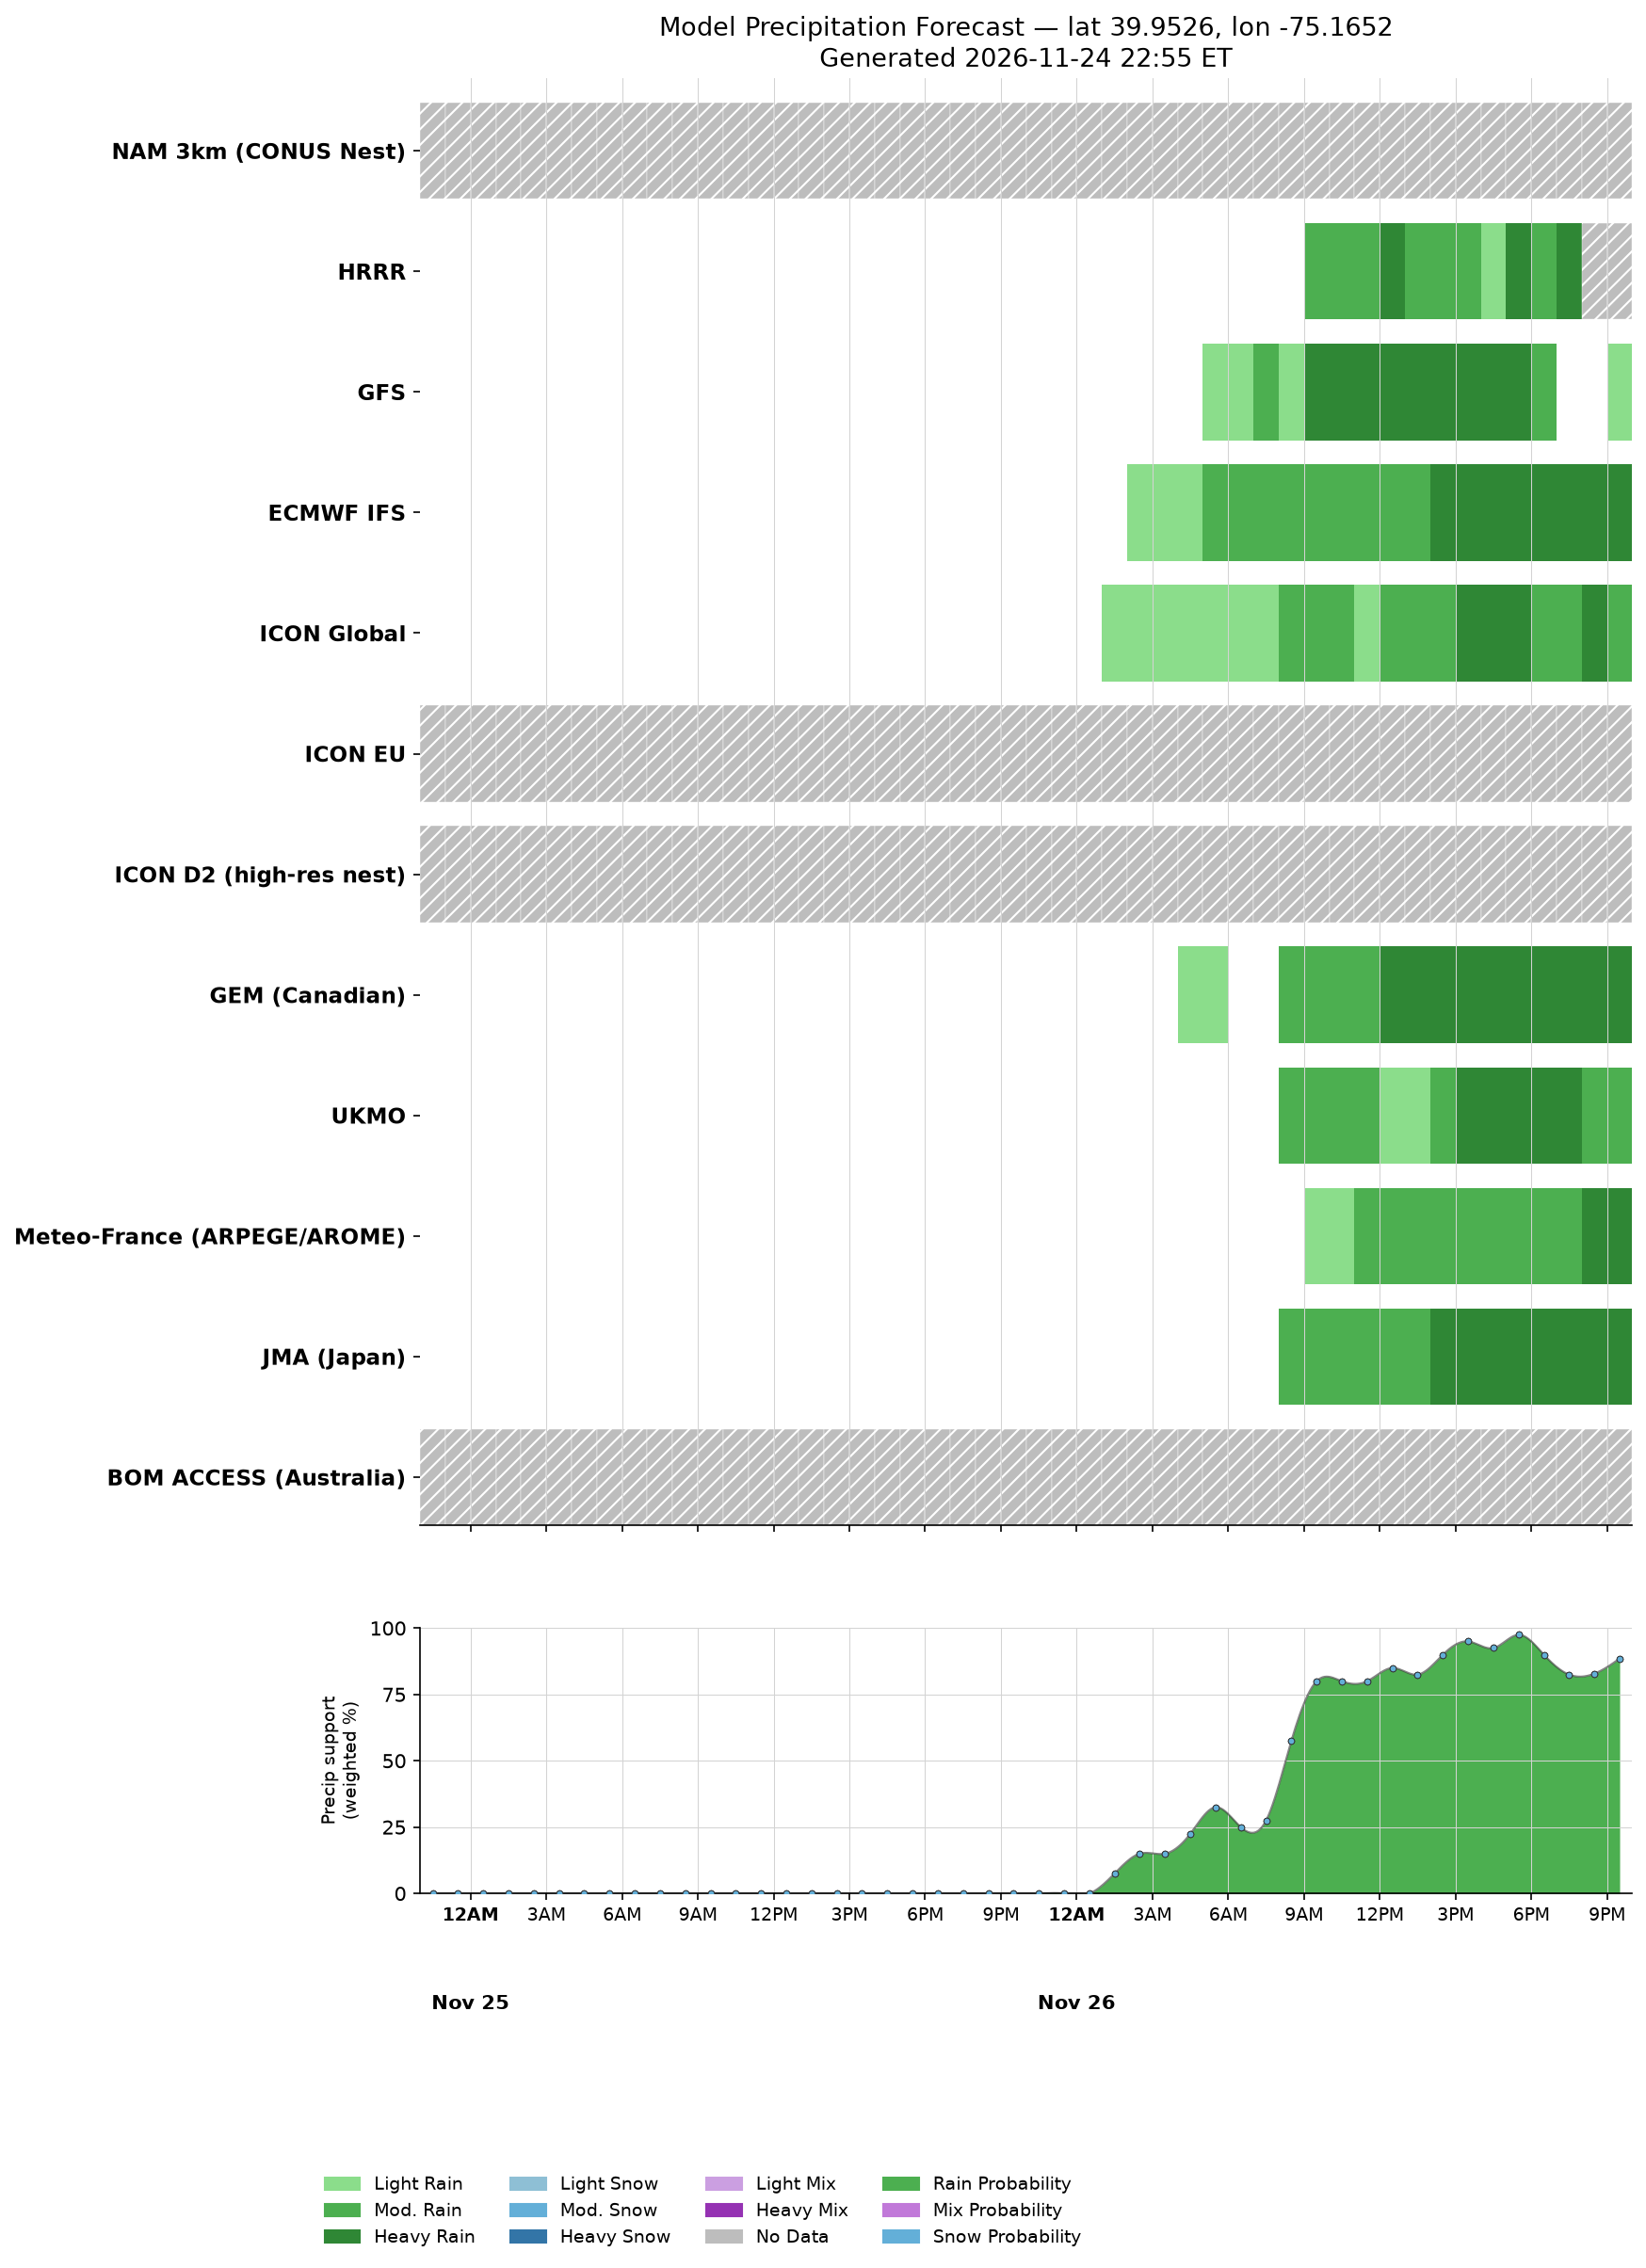 Model Precipitation Forecast — lat 39.9526, lon -75.1652
Generated 2026-11-24 22:55 ET
NAM 3km (CONUS Nest)
HRRR
GFS
ECMWF IFS
ICON Global
ICON EU
ICON D2 (high-res nest)
GEM (Canadian)
UKMO
Meteo-France (ARPEGE/AROME)
JMA (Japan)
BOM ACCESS (Australia)
Precip support
(weighted %)
100
75
50
25
0
12AM 3AM 6AM 9AM 12PM 3PM 6PM 9PM 12AM 3AM 6AM 9AM 12PM 3PM 6PM 9PM
Nov 25 Nov 26
Light Rain Light Snow Light Mix Rain Probability
Mod. Rain Mod. Snow Heavy Mix Mix Probability
Heavy Rain Heavy Snow No Data Snow Probability